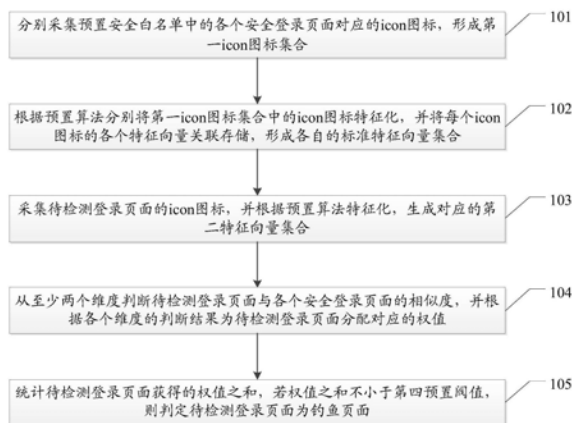 分别采集预置安全白名单中的各个安全登录页面对应的icon图标，形成第
一icon图标集合
101
根据预置算法分别将第一icon图标集合中的icon图标特征化，并将每个icon
图标的各个特征向量关联存储，形成各自的标准特征向量集合
102
采集待检测登录页面的icon图标，并根据预置算法特征化，生成对应的第
二特征向量集合
103
从至少两个维度判断待检测登录页面与各个安全登录页面的相似度，并根
据各个维度的判断结果为待检测登录页面分配对应的权值
104
统计待检测登录页面获得的权值之和，若权值之和不小于第四预置阀值，
则判定待检测登录页面为钓鱼页面
105